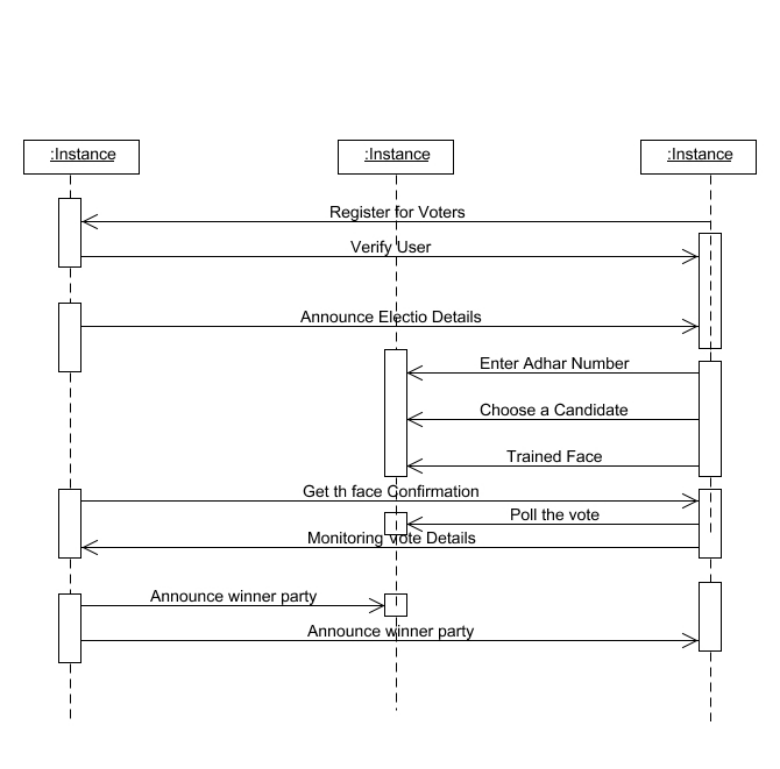 :Instance
:Instance
:Instance
Register for Voters
Verify User
Announce Electio Details
Enter Adhar Number
Choose a Candidate
Trained Face
Get th face Confirmation
Poll the vote
Monitoring Vote Details
Announce winner party
Announce winner party